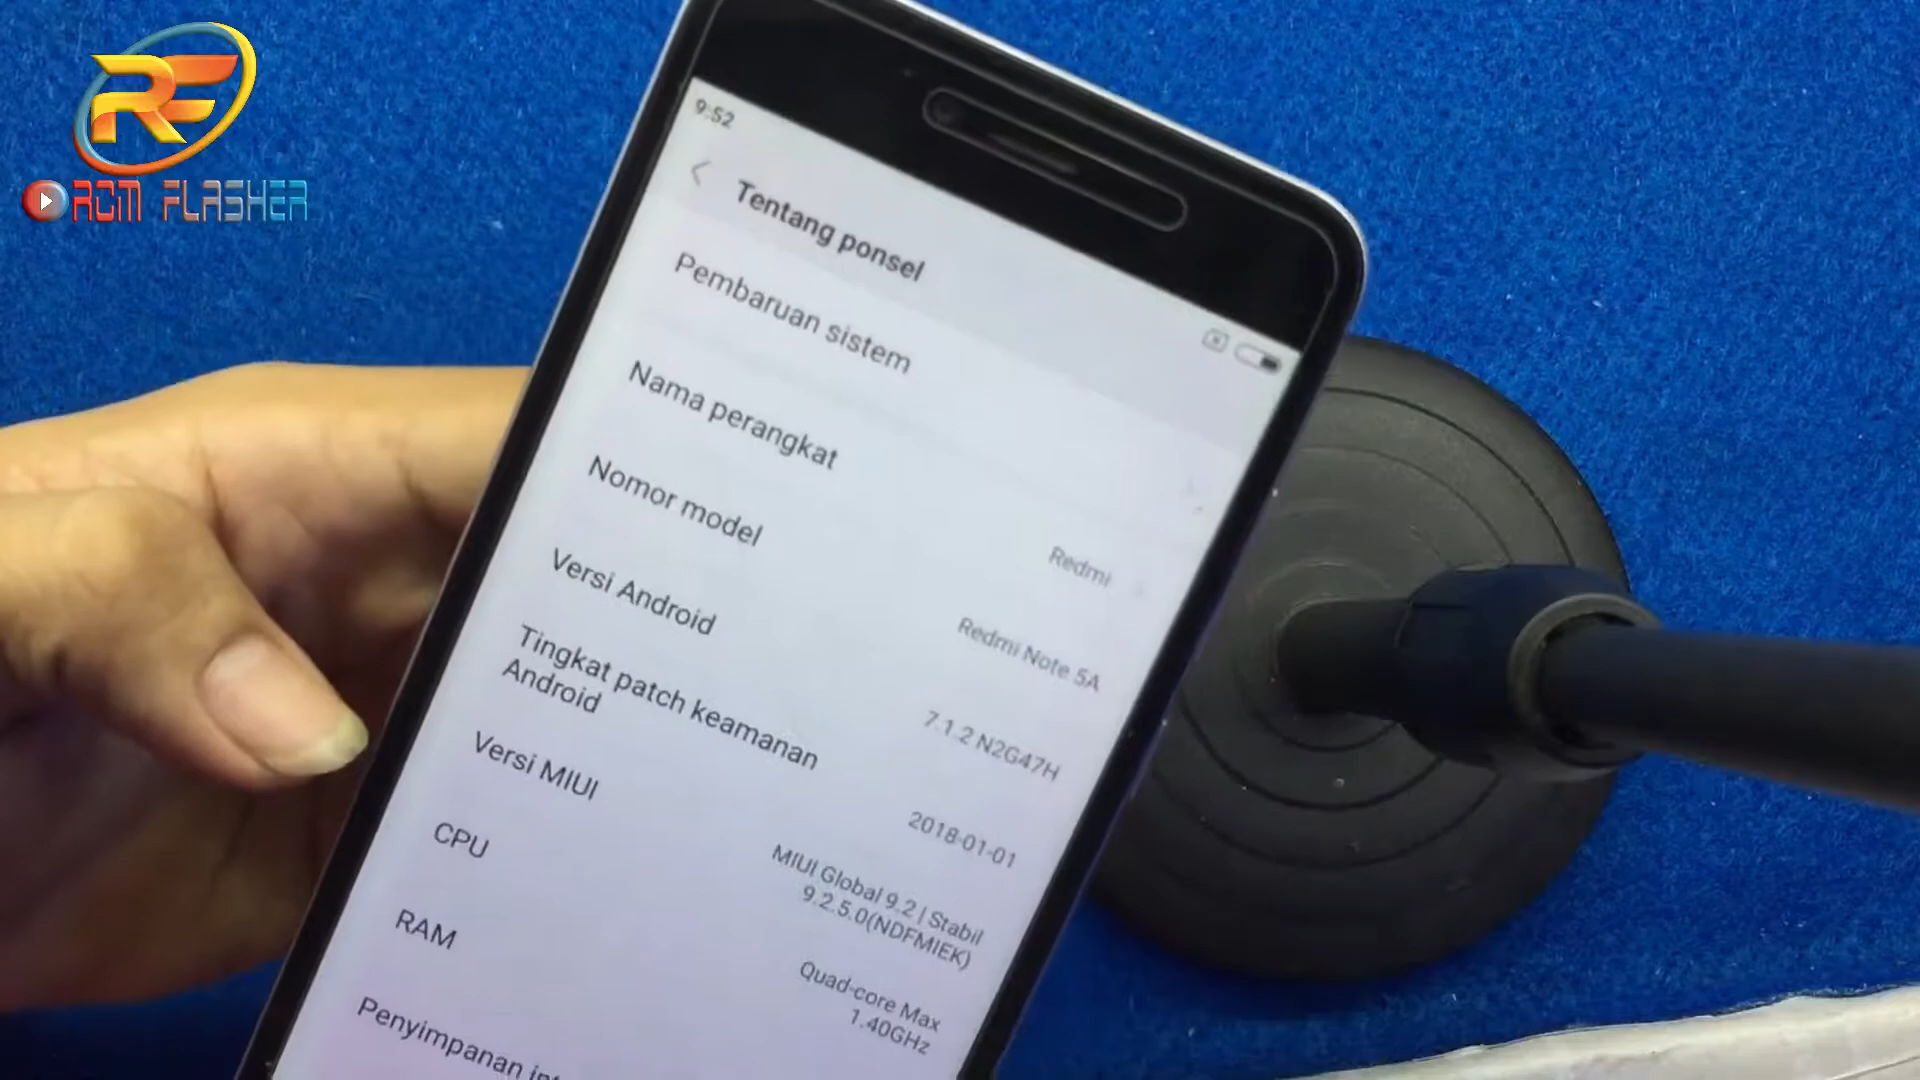 RF
RCM FLASHER
9:52
Tentang ponsel
Pembaruan sistem
Nama perangkat
Redmi
Nomor model
Redmi Note 5A
Versi Android
7.1.2 N2G47H
Tingkat patch keamanan
Android
2018-01-01
Versi MIUI
MIUI Global 9.2 | Stabil
9.2.5.0(NDFMIEK)
CPU
Quad-core Max
1.40GHz
RAM
Penyimpanan